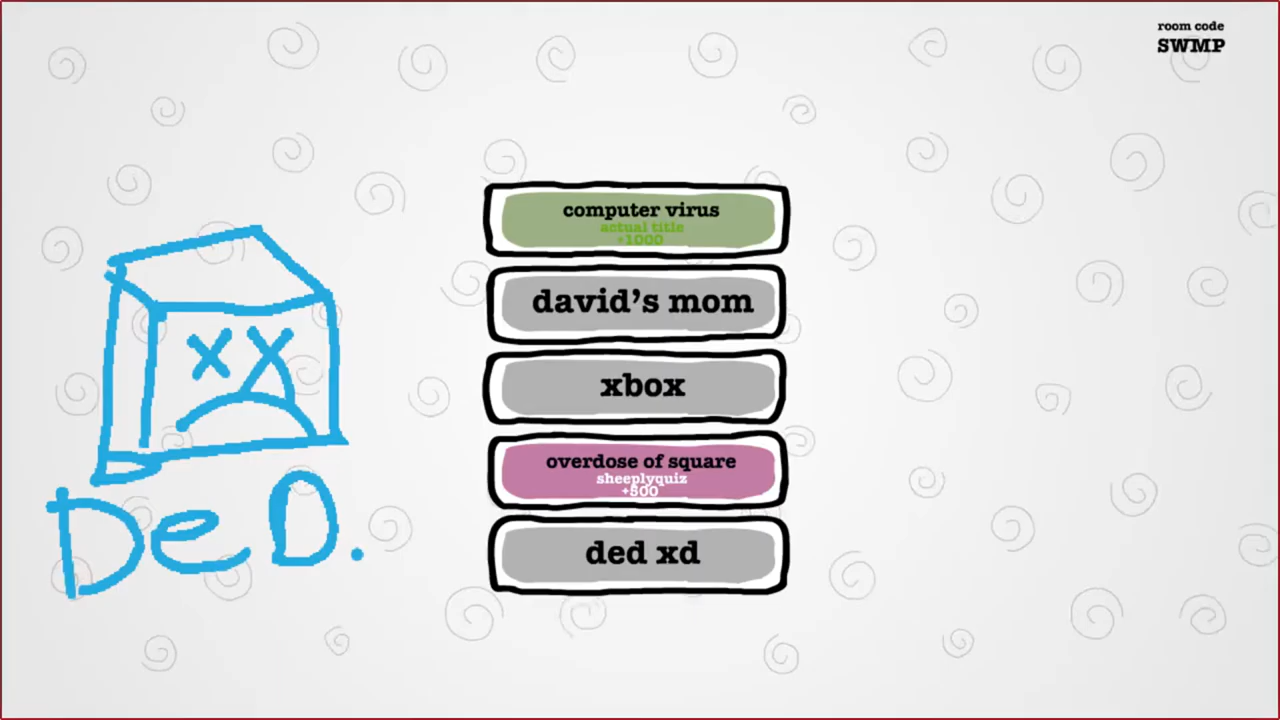 room code
SWMP
computer virus
actual title
+1000
david's mom
xbox
overdose of square
sheeplyquiz
+500
ded xd
DeD.